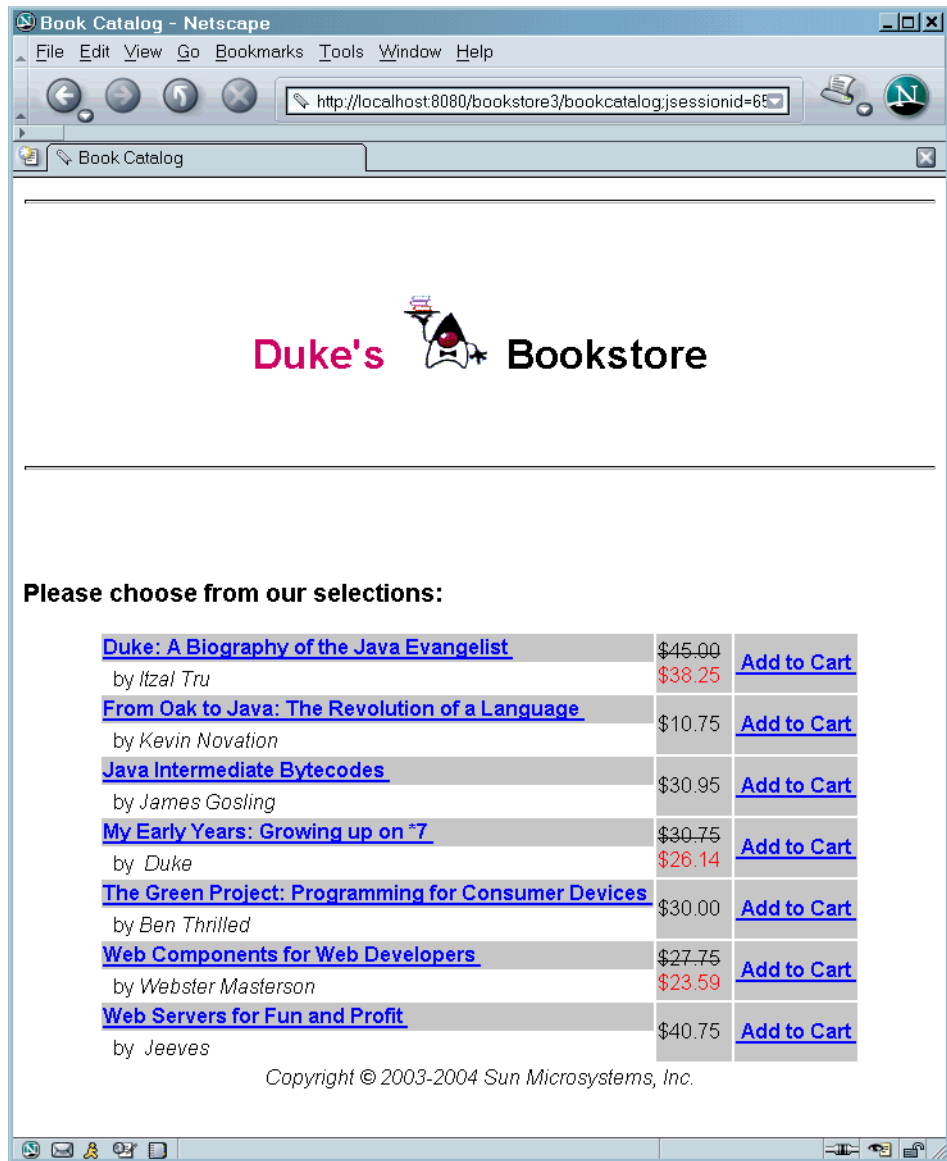 Book Catalog - Netscape
File Edit View Go Bookmarks Tools Window Help
http://localhost:8080/bookstore3/bookcatalog;jsessionid=65
Book Catalog
Duke's Bookstore
Please choose from our selections:
Duke: A Biography of the Java Evangelist
by Itzal Tru
$45.00
$38.25
Add to Cart
From Oak to Java: The Revolution of a Language
by Kevin Novation
$10.75
Add to Cart
Java Intermediate Bytecodes
by James Gosling
$30.95
Add to Cart
My Early Years: Growing up on *7
by Duke
$30.75
$26.14
Add to Cart
The Green Project: Programming for Consumer Devices
by Ben Thrilled
$30.00
Add to Cart
Web Components for Web Developers
by Webster Masterson
$27.75
$23.59
Add to Cart
Web Servers for Fun and Profit
by Jeeves
$40.75
Add to Cart
Copyright © 2003-2004 Sun Microsystems, Inc.